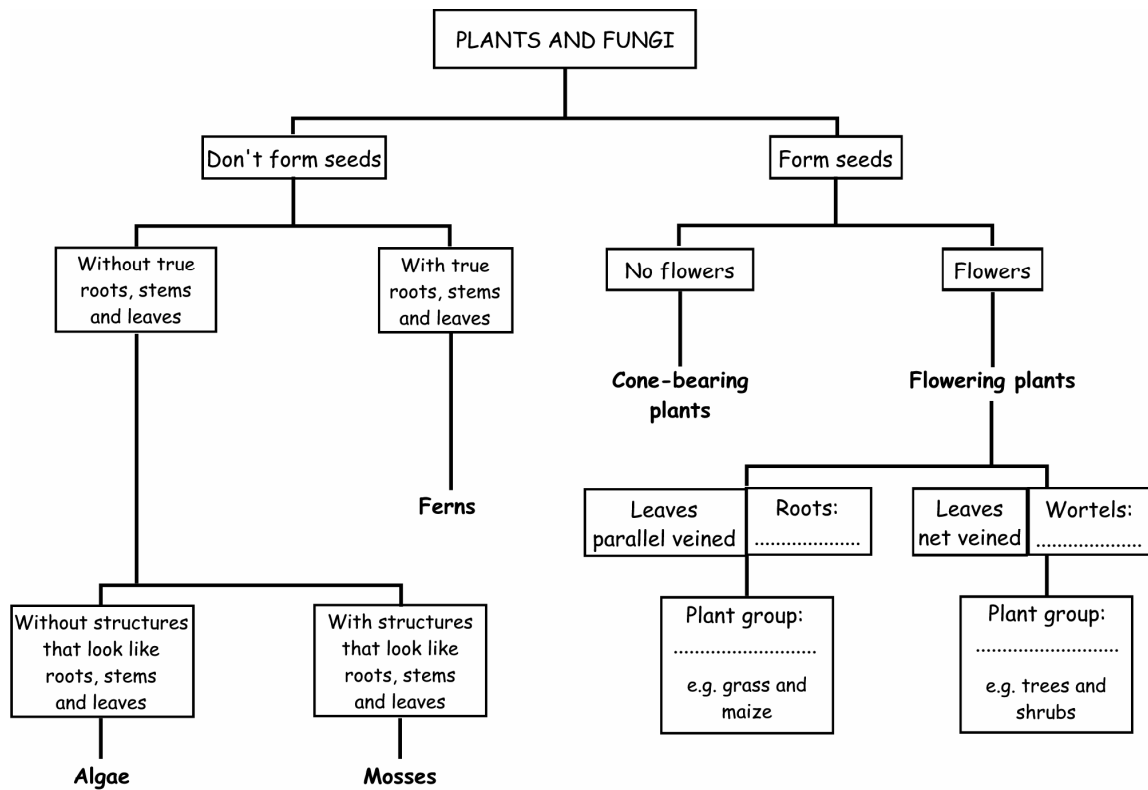 PLANTS AND FUNGI
Don't form seeds
Form seeds
Without true
roots, stems
and leaves
With true
roots, stems
and leaves
No flowers
Flowers
Cone-bearing
plants
Flowering plants
Ferns
Leaves
parallel veined
Roots:
....................
Leaves
net veined
Wortels:
....................
Without structures
that look like
roots, stems
and leaves
With structures
that look like
roots, stems
and leaves
Plant group:
...........................
e.g. grass and
maize
Plant group:
...........................
e.g. trees and
shrubs
Algae
Mosses